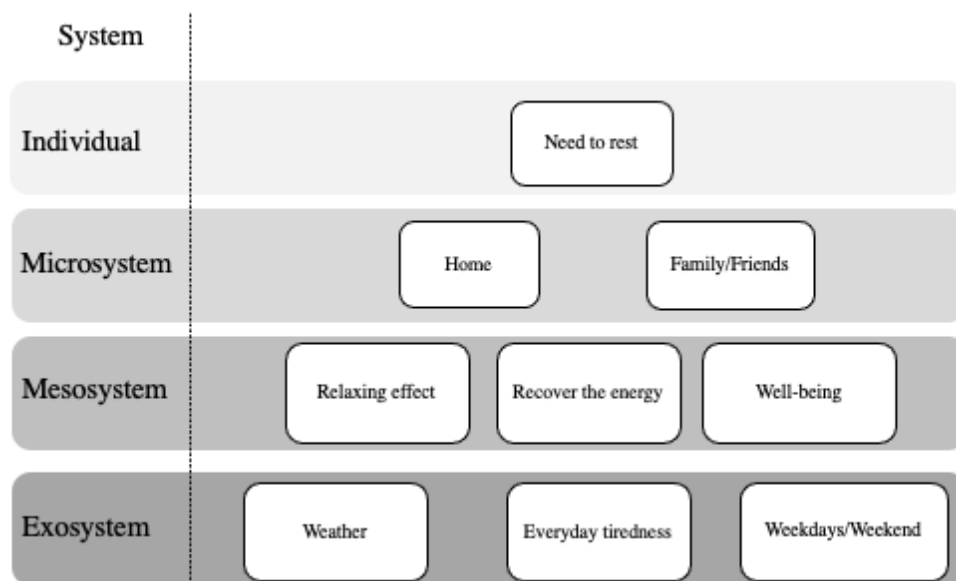 System
Individual
Need to rest
Microsystem
Home
Family/Friends
Mesosystem
Relaxing effect
Recover the energy
Well-being
Exosystem
Weather
Everyday tiredness
Weekdays/Weekend